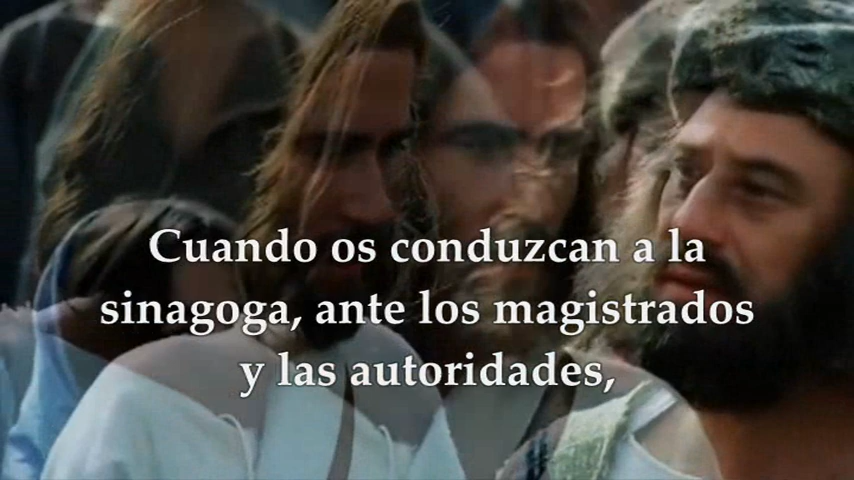 Cuando os conduzcan a la
sinagoga, ante los magistrados
y las autoridades,